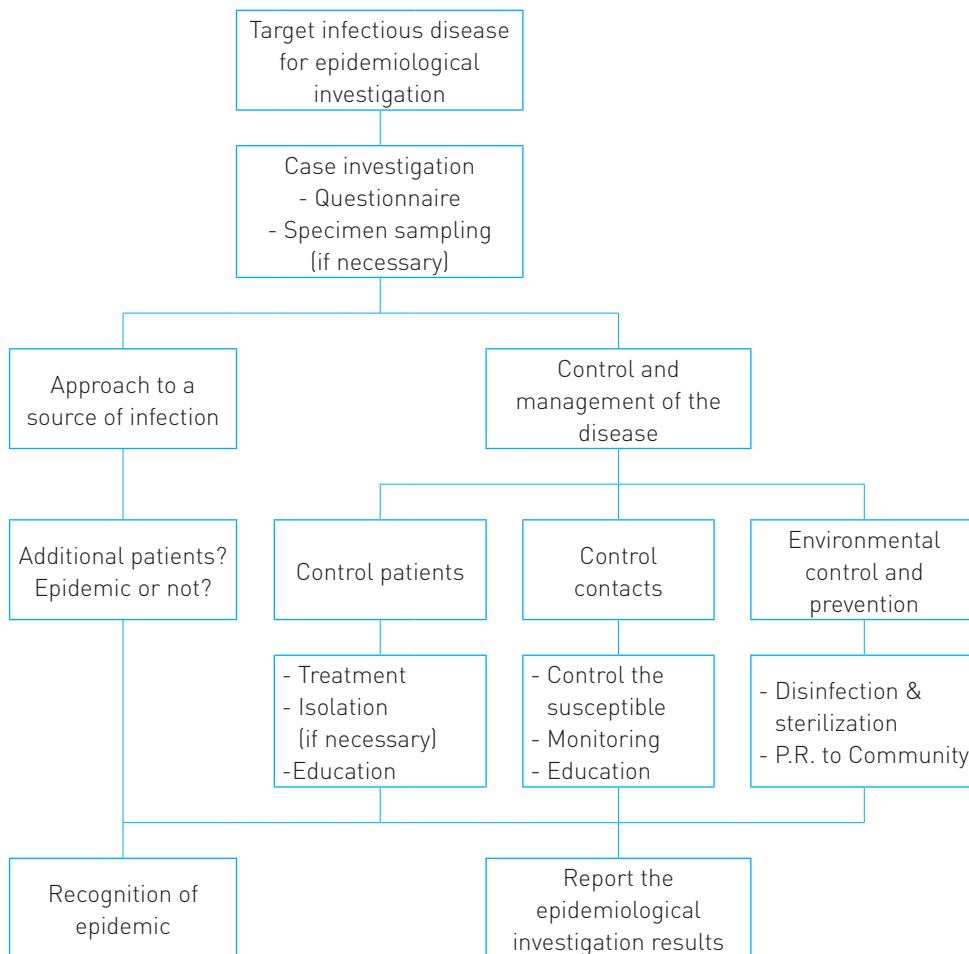 Target infectious disease
for epidemiological
investigation
Case investigation
- Questionnaire
- Specimen sampling
(if necessary)
Approach to a
source of infection
Control and
management of the
disease
Additional patients?
Epidemic or not?
Control patients
Control
contacts
Environmental
control and
prevention
- Treatment
- Isolation
(if necessary)
-Education
- Control the
susceptible
- Monitoring
- Education
- Disinfection &
sterilization
- P.R. to Community
Recognition of
epidemic
Report the
epidemiological
investigation results